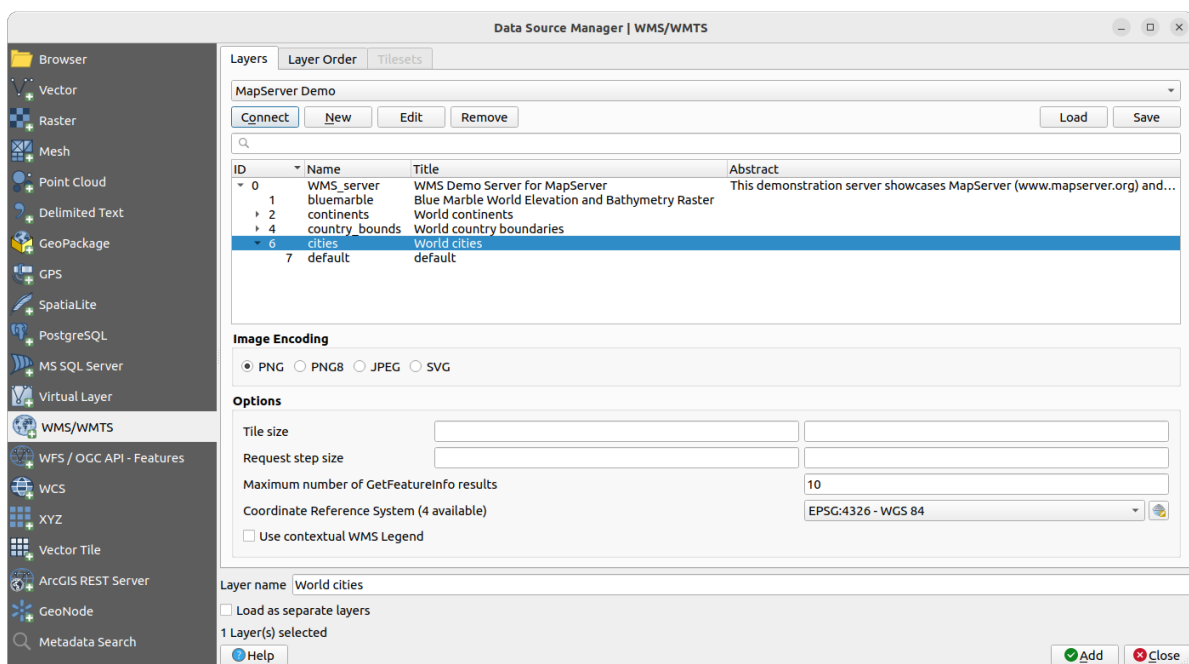 Data Source Manager | WMS/WMTS
Browser
Vector
Raster
Mesh
Point Cloud
Delimited Text
GeoPackage
GPS
SpatiaLite
PostgreSQL
MS SQL Server
Virtual Layer
WMS/WMTS
WFS / OGC API - Features
WCS
XYZ
Vector Tile
ArcGIS REST Server
GeoNode
Metadata Search
Layers Layer Order Tilesets
MapServer Demo
Connect New Edit Remove Load Save
ID Name Title Abstract
0 WMS_server WMS Demo Server for MapServer This demonstration server showcases MapServer (www.mapserver.org) and...
1 bluemarble Blue Marble World Elevation and Bathymetry Raster
2 continents World continents
4 country_bounds World country boundaries
6 cities World cities
7 default default
Image Encoding
PNG PNG8 JPEG SVG
Options
Tile size
Request step size
Maximum number of GetFeatureInfo results 10
Coordinate Reference System (4 available) EPSG:4326 - WGS 84
Use contextual WMS Legend
Layer name World cities
Load as separate layers
1 Layer(s) selected
Help Add Close